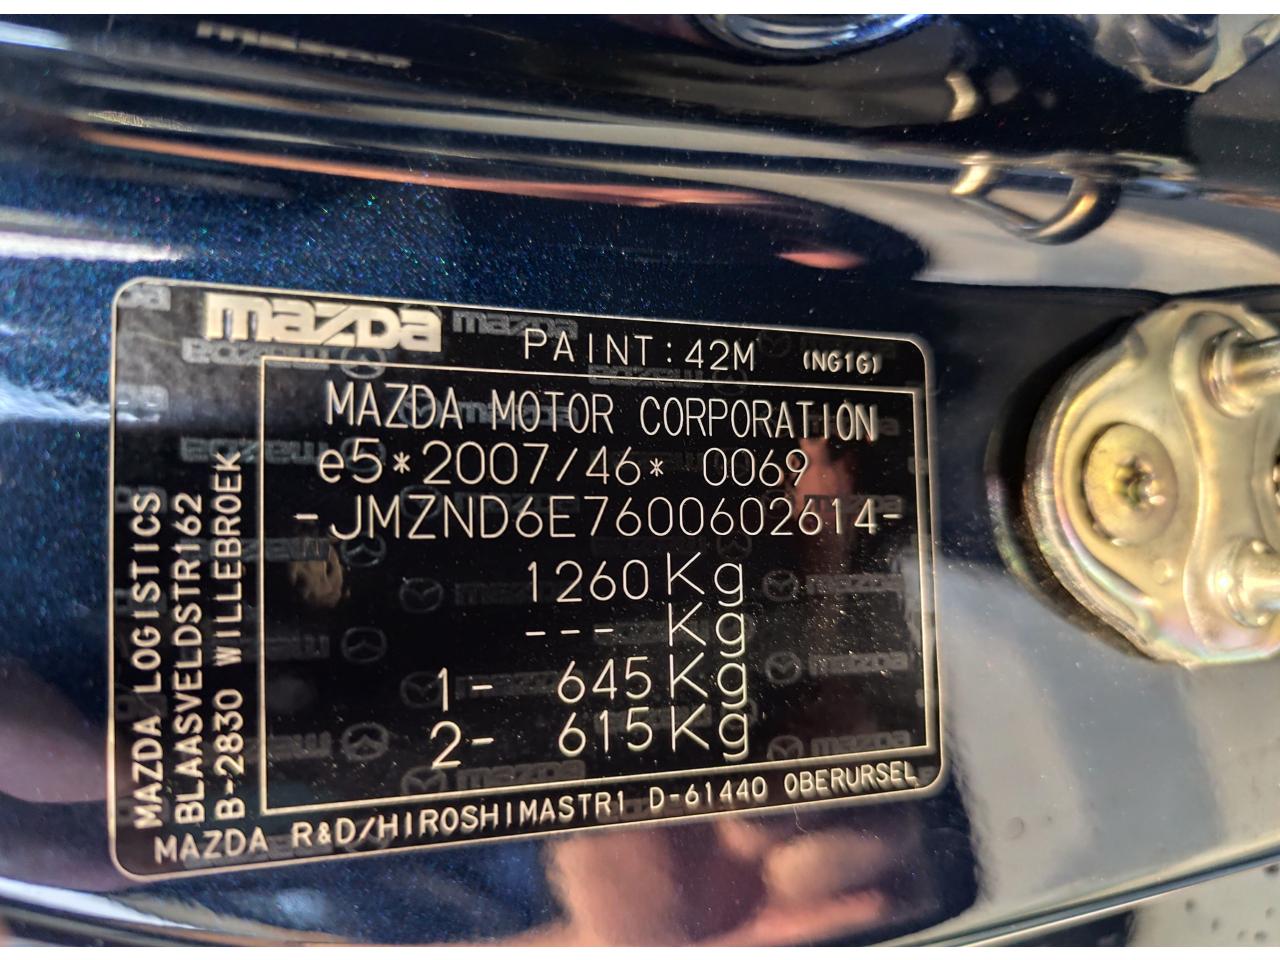 mazda
PAINT:42M (NG1G)
MAZDA MOTOR CORPORATION
e5*2007/46* 0069
-JMZND6E7600602614-
1260Kg
---Kg
1- 645Kg
2- 615Kg
MAZDA LOGISTICS
BLAASVELDSTR162
B-2830 WILLEBROEK
MAZDA R&D/HIROSHIMASTR1 D-61440 OBERURSEL